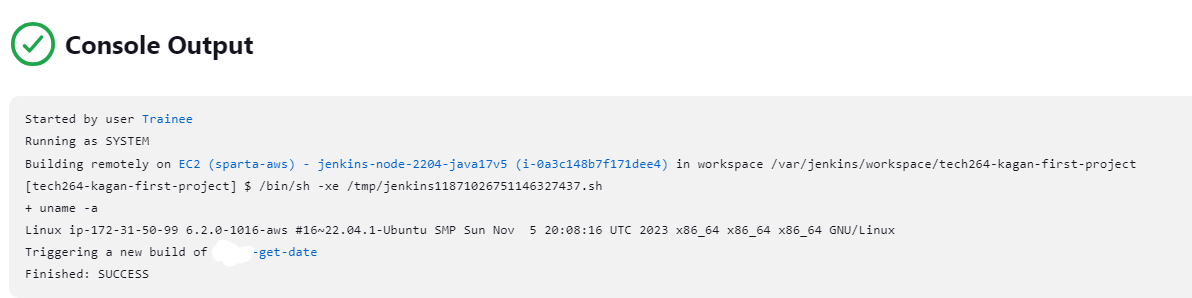 Console Output
Started by user Trainee
Running as SYSTEM
Building remotely on EC2 (sparta-aws) - jenkins-node-2204-java17v5 (i-0a3c148b7f171dee4) in workspace /var/jenkins/workspace/tech264-kagan-first-project
[tech264-kagan-first-project] $ /bin/sh -xe /tmp/jenkins11871026751146327437.sh
+ uname -a
Linux ip-172-31-50-99 6.2.0-1016-aws #16~22.04.1-Ubuntu SMP Sun Nov  5 20:08:16 UTC 2023 x86_64 x86_64 x86_64 GNU/Linux
Triggering a new build of -get-date
Finished: SUCCESS